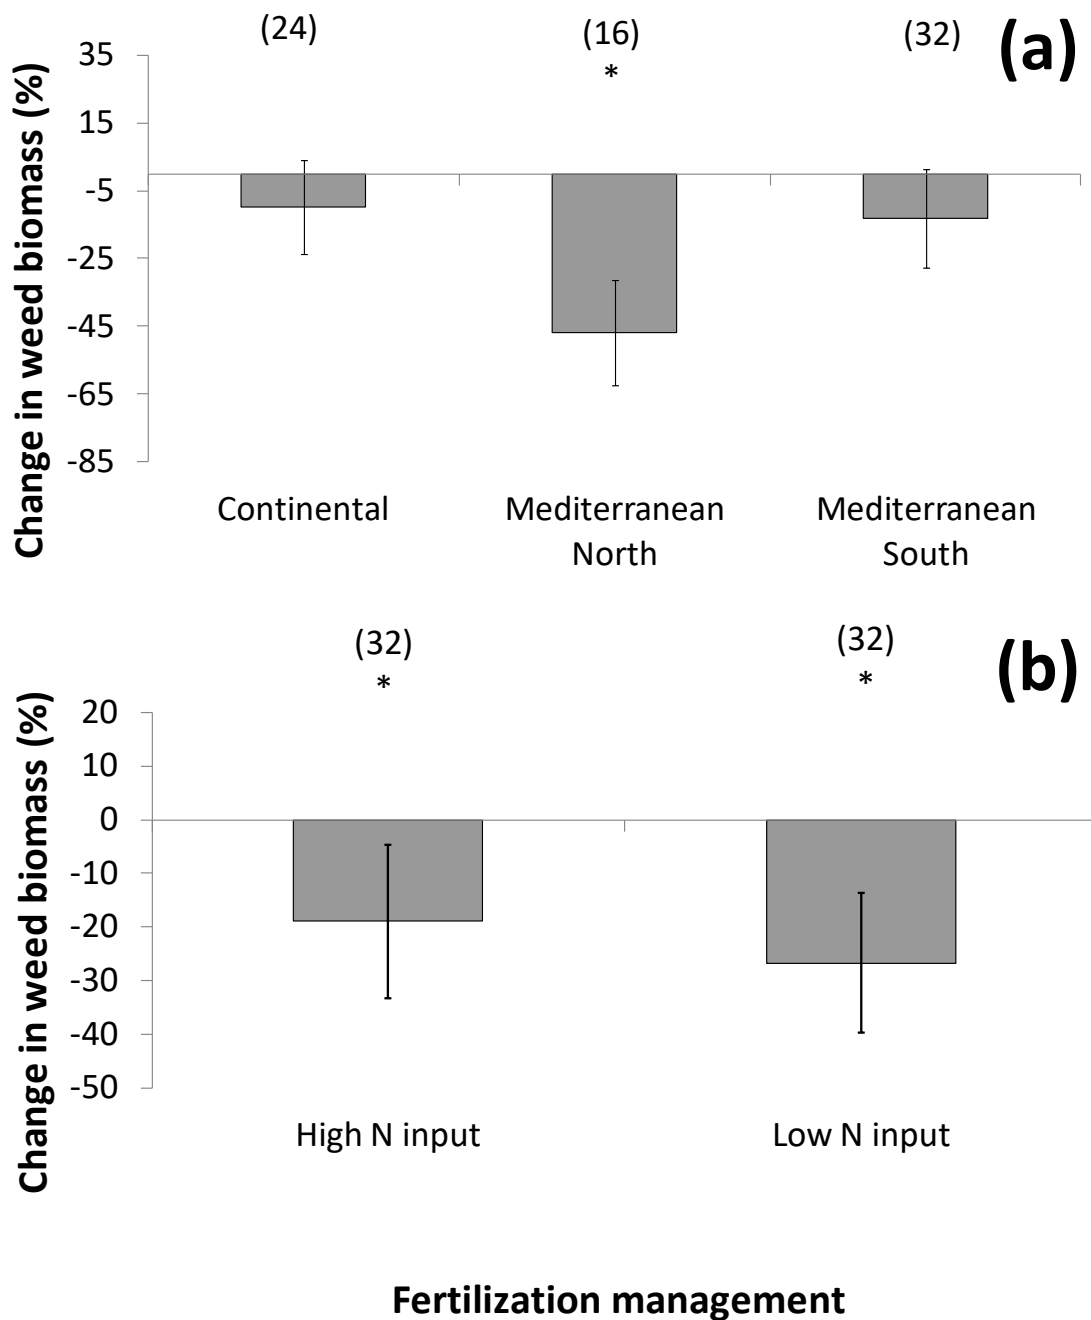 (24) (16) (32) (a)
*
35
15
-5
-25
-45
-65
-85
Change in weed biomass (%)
Continental Mediterranean Mediterranean
North South
(32) (32) (b)
* *
20
10
0
-10
-20
-30
-40
-50
Change in weed biomass (%)
High N input Low N input
Fertilization management